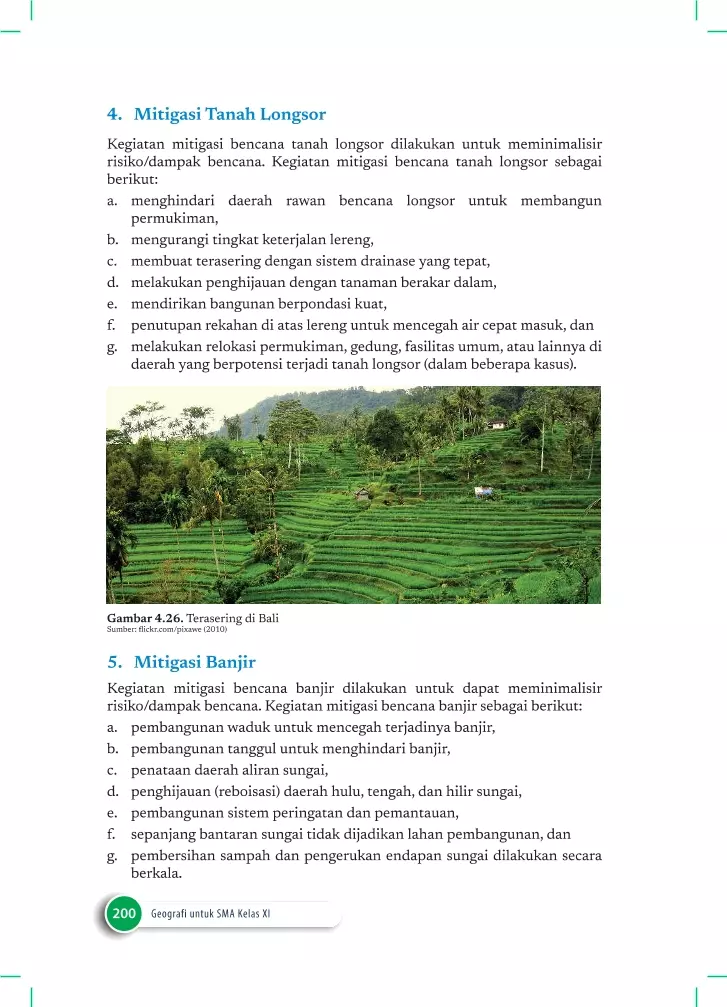 4. Mitigasi Tanah Longsor
Kegiatan mitigasi bencana tanah longsor dilakukan untuk meminimalisir
risiko/dampak bencana. Kegiatan mitigasi bencana tanah longsor sebagai
berikut:
a. menghindari daerah rawan bencana longsor untuk membangun
permukiman,
b. mengurangi tingkat keterjalan lereng,
c. membuat terasering dengan sistem drainase yang tepat,
d. melakukan penghijauan dengan tanaman berakar dalam,
e. mendirikan bangunan berpondasi kuat,
f. penutupan rekahan di atas lereng untuk mencegah air cepat masuk, dan
g. melakukan relokasi permukiman, gedung, fasilitas umum, atau lainnya di
daerah yang berpotensi terjadi tanah longsor (dalam beberapa kasus).
Gambar 4.26. Terasering di Bali
Sumber: flickr.com/pixawe (2010)
5. Mitigasi Banjir
Kegiatan mitigasi bencana banjir dilakukan untuk dapat meminimalisir
risiko/dampak bencana. Kegiatan mitigasi bencana banjir sebagai berikut:
a. pembangunan waduk untuk mencegah terjadinya banjir,
b. pembangunan tanggul untuk menghindari banjir,
c. penataan daerah aliran sungai,
d. penghijauan (reboisasi) daerah hulu, tengah, dan hilir sungai,
e. pembangunan sistem peringatan dan pemantauan,
f. sepanjang bantaran sungai tidak dijadikan lahan pembangunan, dan
g. pembersihan sampah dan pengerukan endapan sungai dilakukan secara
berkala.
200 Geografi untuk SMA Kelas XI